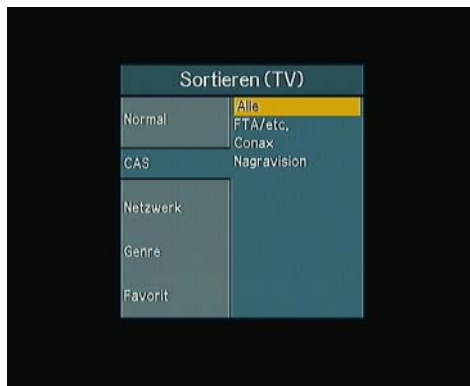 Sortieren (TV)
Normal
CAS
Netzwerk
Genre
Favorit
Alle
FTA/etc.
Conax
Nagravision